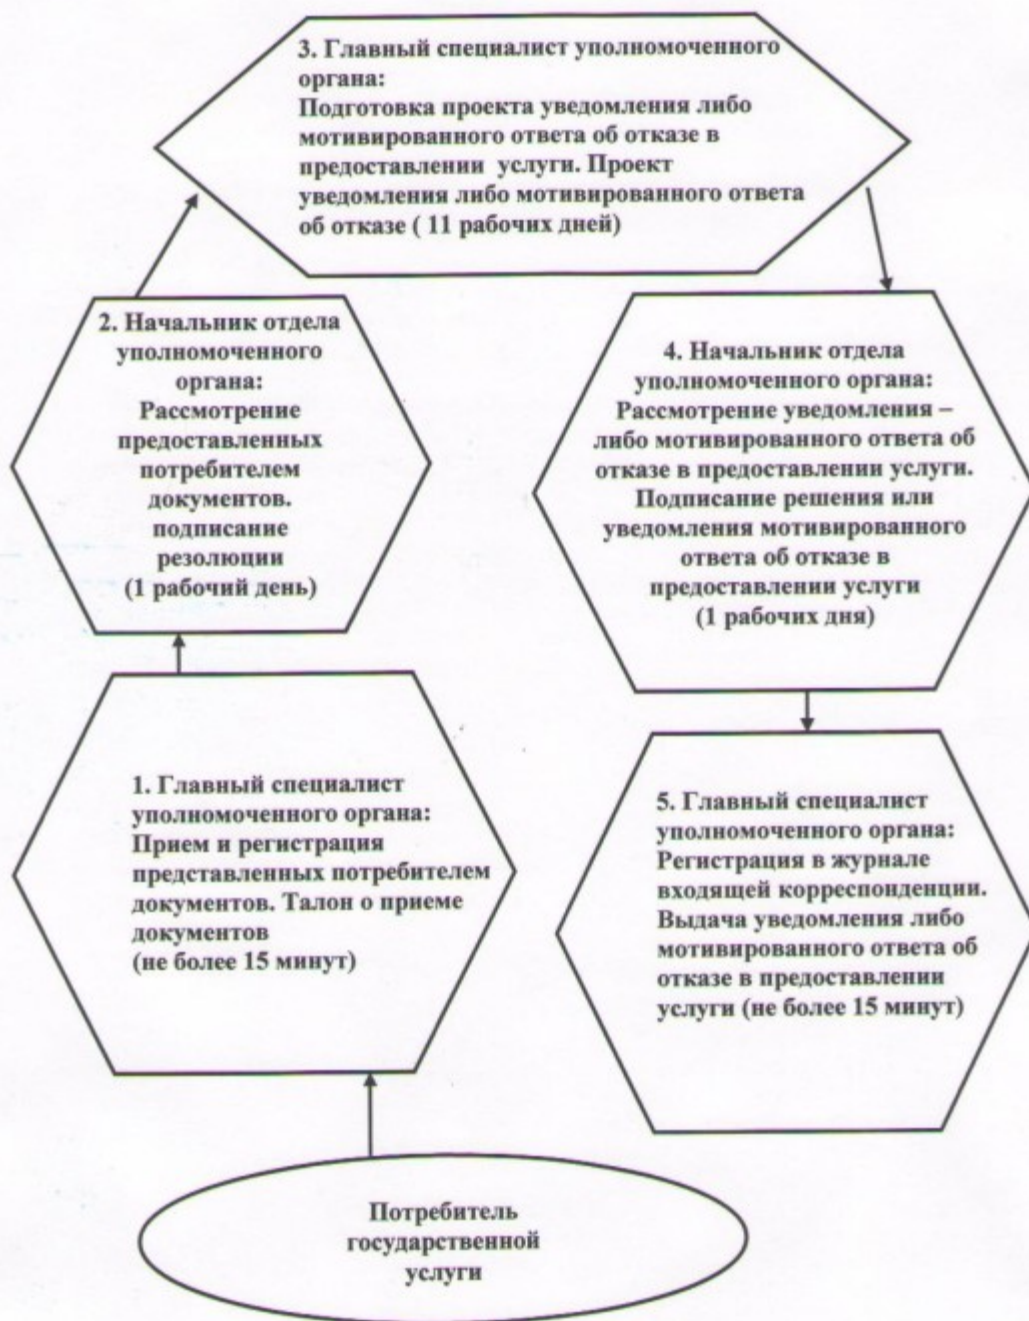 3. Главный специалист уполномоченного
органа:
Подготовка проекта уведомления либо
мотивированного ответа об отказе в
предоставлении услуги. Проект
уведомления либо мотивированного ответа
об отказе ( 11 рабочих дней)
2. Начальник отдела
уполномоченного
органа:
Рассмотрение
предоставленных
потребителем
документов.
подписание
резолюции
(1 рабочий день)
4. Начальник отдела
уполномоченного органа:
Рассмотрение уведомления –
либо мотивированного ответа об
отказе в предоставлении услуги.
Подписание решения или
уведомления мотивированного
ответа об отказе в
предоставлении услуги
(1 рабочих дня)
1. Главный специалист
уполномоченного органа:
Прием и регистрация
представленных потребителем
документов. Талон о приеме
документов
(не более 15 минут)
5. Главный специалист
уполномоченного органа:
Регистрация в журнале
входящей корреспонденции.
Выдача уведомления либо
мотивированного ответа об
отказе в предоставлении
услуги (не более 15 минут)
Потребитель
государственной
услуги